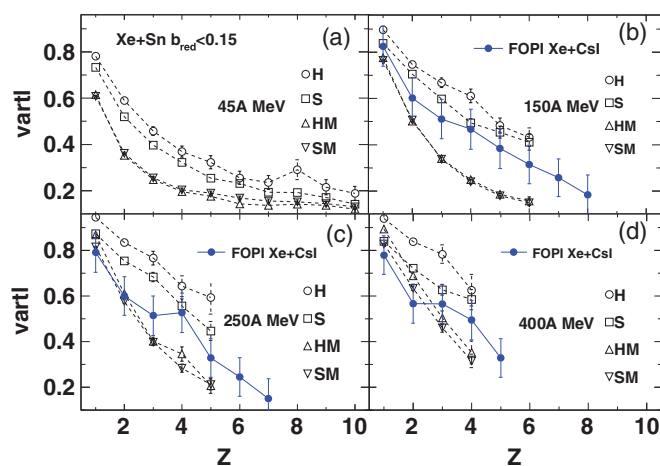 Xe+Sn b_red<0.15 (a)
H
S
45A MeV
HM
SM
(b)
FOPI Xe+CsI
H
S
150A MeV
HM
SM
0.8
0.6
0.4
0.2
vartl
(c)
FOPI Xe+CsI
H
S
250A MeV
HM
SM
(d)
FOPI Xe+CsI
H
S
400A MeV
HM
SM
0.8
0.6
0.4
0.2
vartl
2 4 6 8 10
2 4 6 8 10
Z
Z